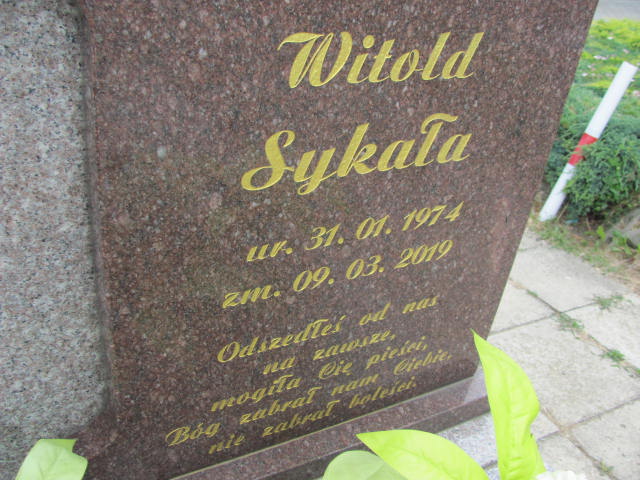 Witold
Sykała
ur. 31. 01. 1974
zm. 09. 03. 2019
Odszedłeś od nas
na zawsze,
mogiła Cię pieści,
Bóg zabrał nam Ciebie,
nie zabrał boleści.